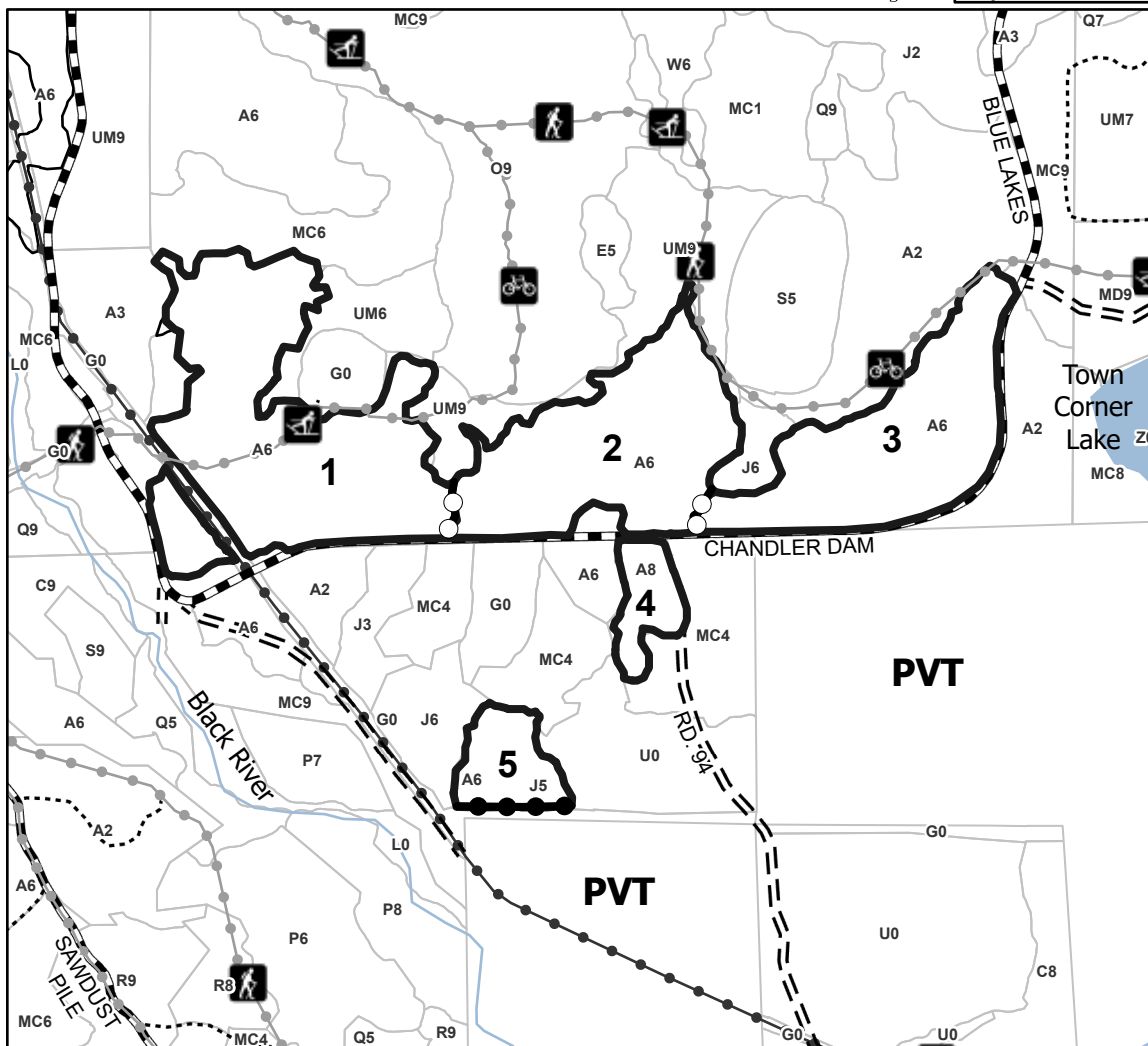 MC9
Q7
A3
J2
W6
A6
MC1
Q9
UM7
A6
UM9
BLUE LAKES
O9
MC9
MC6
E5
UM9
A2
S5
MD9
A3
UM6
MC6
L0
G0
G0
Town
Corner
Lake
UM9
A6
A2
G0
A6
1
2
A6
3
J6
MC8
Q9
CHANDLER DAM
C9
A2
A6
A8
MC4
G0
4
J3
A6
MC4
S9
MC4
PVT
MC9
Black River
A6
Q5
G0
J6
RD. 94
U0
P7
5
A6
J5
A2
G0
L0
A6
PVT
P8
P6
U0
SAWDUST
PILE
R9
R8
C8
MC6
MC4
Q5
R9
G0
U0